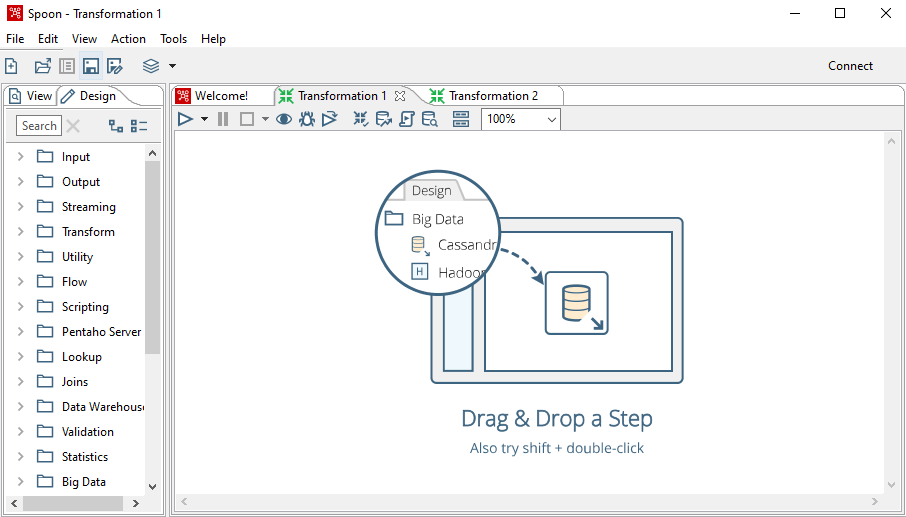 Spoon - Transformation 1
File Edit View Action Tools Help
Connect
View Design
Welcome! Transformation 1 Transformation 2
Search
100%
Input
Output
Streaming
Transform
Utility
Flow
Scripting
Pentaho Server
Lookup
Joins
Data Warehouse
Validation
Statistics
Big Data
Design
Big Data
Cassandr
H Hadoop
Drag & Drop a Step
Also try shift + double-click